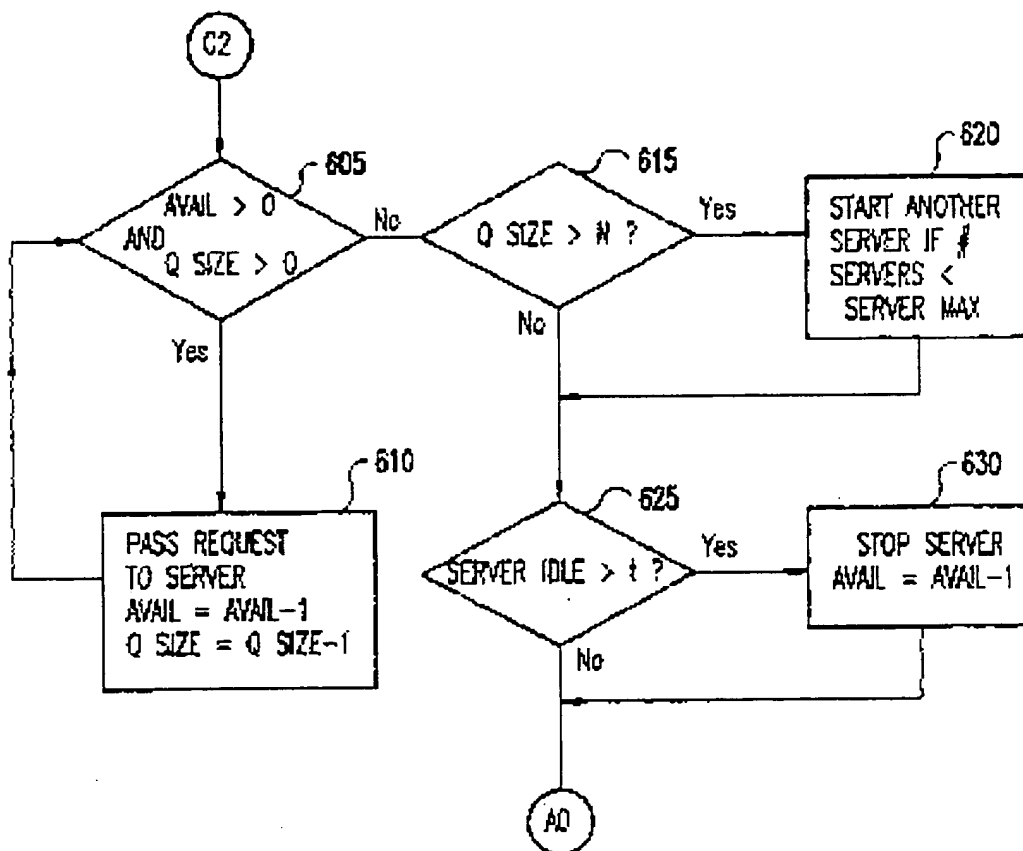 C2
605
AVAIL > 0
AND
Q SIZE > 0
No
Yes
610
PASS REQUEST
TO SERVER
AVAIL = AVAIL-1
Q SIZE = Q SIZE-1
615
Q SIZE > N ?
Yes
No
620
START ANOTHER
SERVER IF #
SERVERS <
SERVER MAX
625
SERVER IDLE > t ?
Yes
No
630
STOP SERVER
AVAIL = AVAIL-1
A0